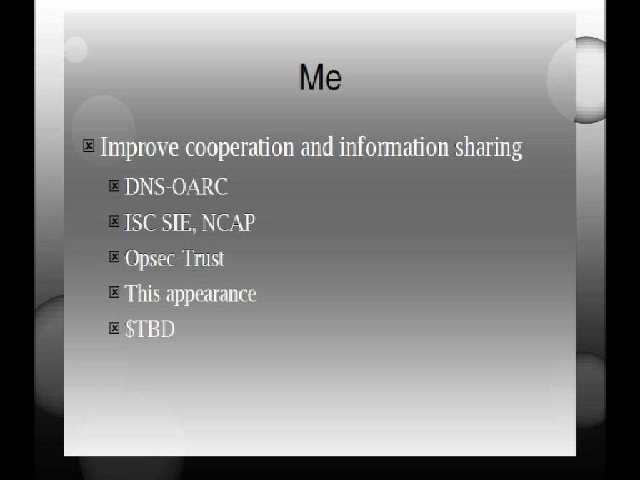 Me
Improve cooperation and information sharing
DNS-OARC
ISC SIE, NCAP
Opsec-Trust
This appearance
$TBD